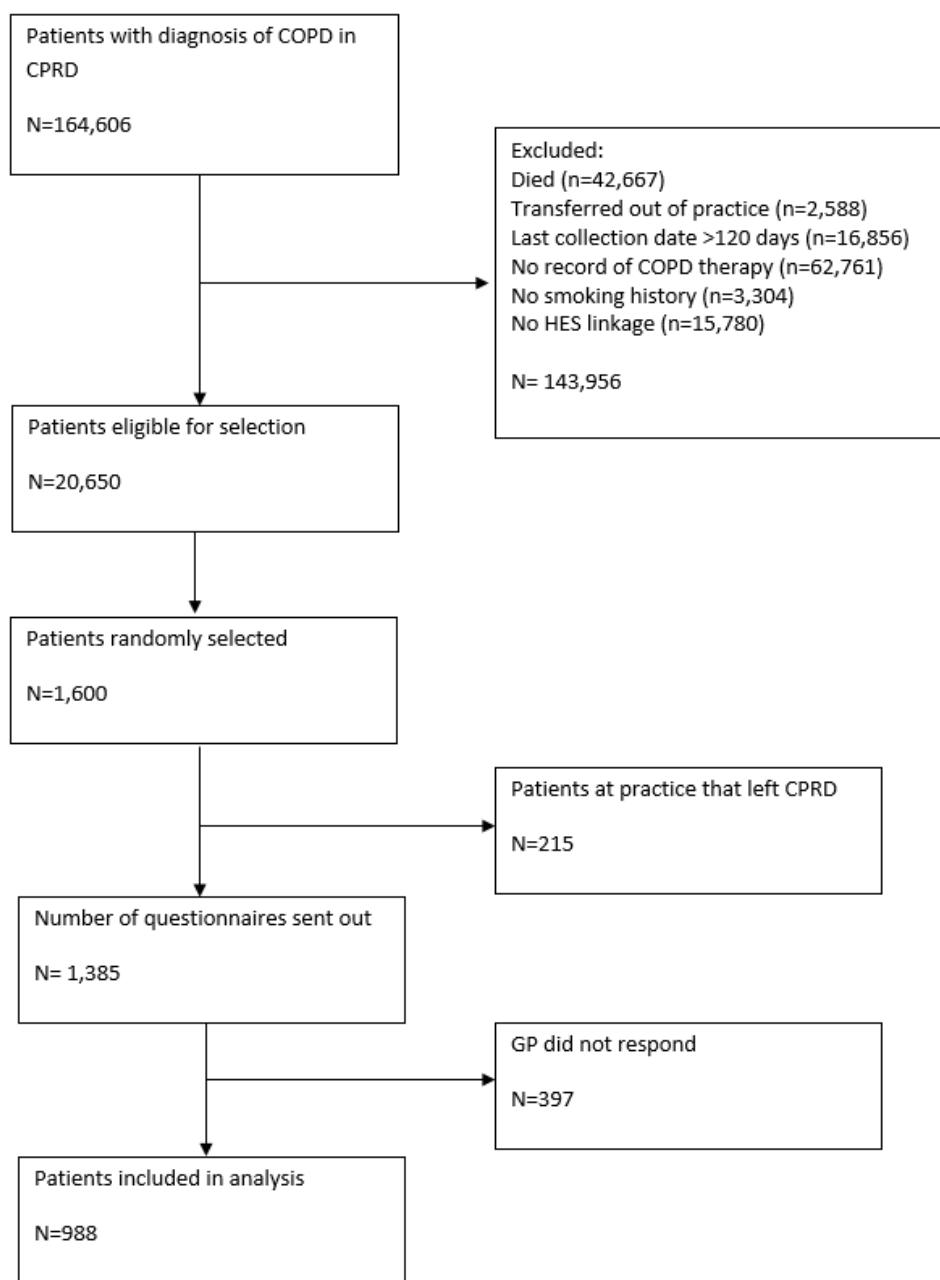 Patients with diagnosis of COPD in
CPRD
N=164,606
Excluded:
Died (n=42,667)
Transferred out of practice (n=2,588)
Last collection date >120 days (n=16,856)
No record of COPD therapy (n=62,761)
No smoking history (n=3,304)
No HES linkage (n=15,780)
N= 143,956
Patients eligible for selection
N=20,650
Patients randomly selected
N=1,600
Patients at practice that left CPRD
N=215
Number of questionnaires sent out
N= 1,385
GP did not respond
N=397
Patients included in analysis
N=988